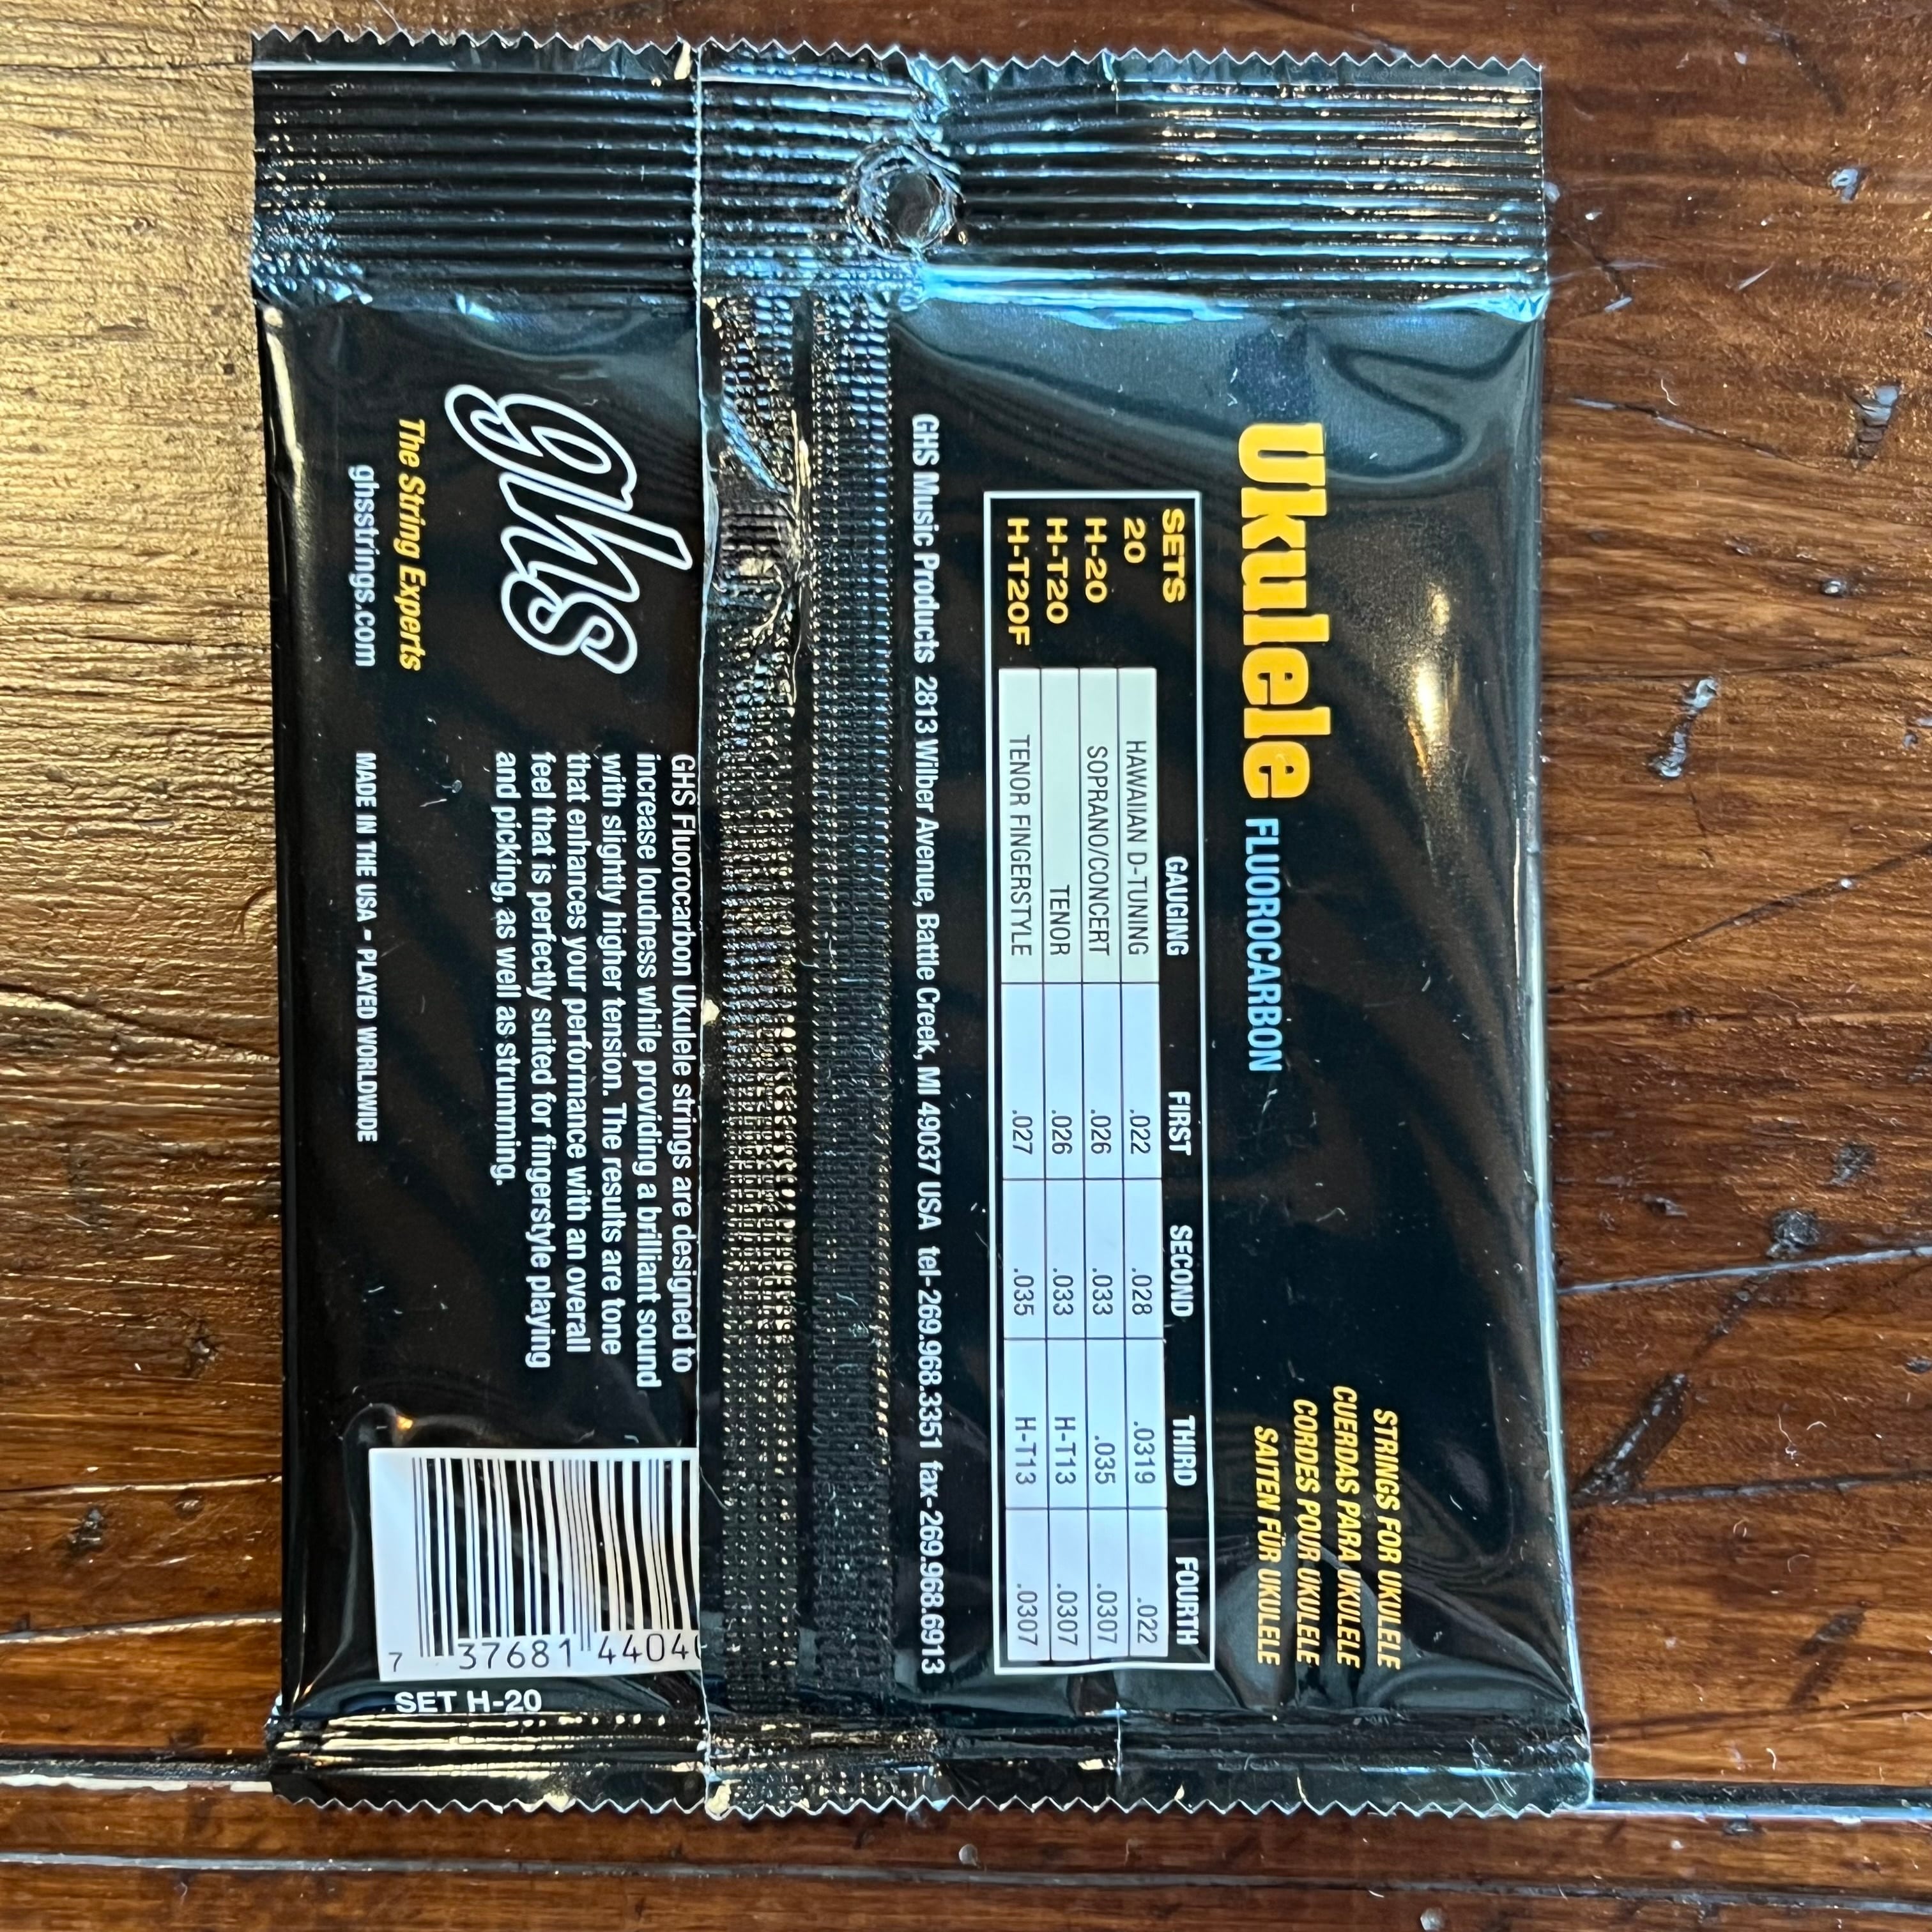 Ukulele FLUOROCARBON
STRINGS FOR UKULELE
CUERDAS PARA UKULELE
CORDES POUR UKULELE
SAITEN FÜR UKULELE
SETS GAUGING FIRST SECOND THIRD FOURTH
20 HAWAIIAN D-TUNING .022 .028 .0319 .022
H-20 SOPRANO/CONCERT .026 .033 .035 .0307
H-T20 TENOR .026 .033 H-T13 .0307
H-T20F TENOR FINGERSTYLE .027 .035 H-T13 .0307
GHS Music Products 2813 Wilber Avenue, Battle Creek, MI 49037 USA tel-269.968.3351 fax-269.968.6913
ghs
The String Experts
ghsstrings.com
GHS Fluorocarbon Ukulele strings are designed to
increase loudness while providing a brilliant sound
with slightly higher tension. The results are tone
that enhances your performance with an overall
feel that is perfectly suited for fingerstyle playing
and picking, as well as strumming.
MADE IN THE USA - PLAYED WORLDWIDE
7 37681 4404
SET H-20